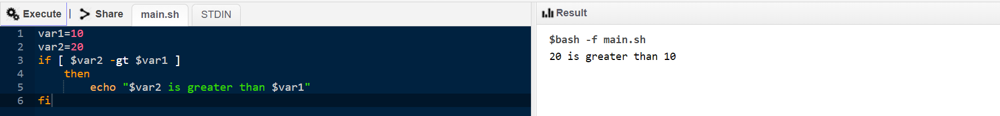 Execute | Share main.sh STDIN
1 var1=10
2 var2=20
3 if [ $var2 -gt $var1 ]
4 then
5 echo "$var2 is greater than $var1"
6 fi
Result
$bash -f main.sh
20 is greater than 10